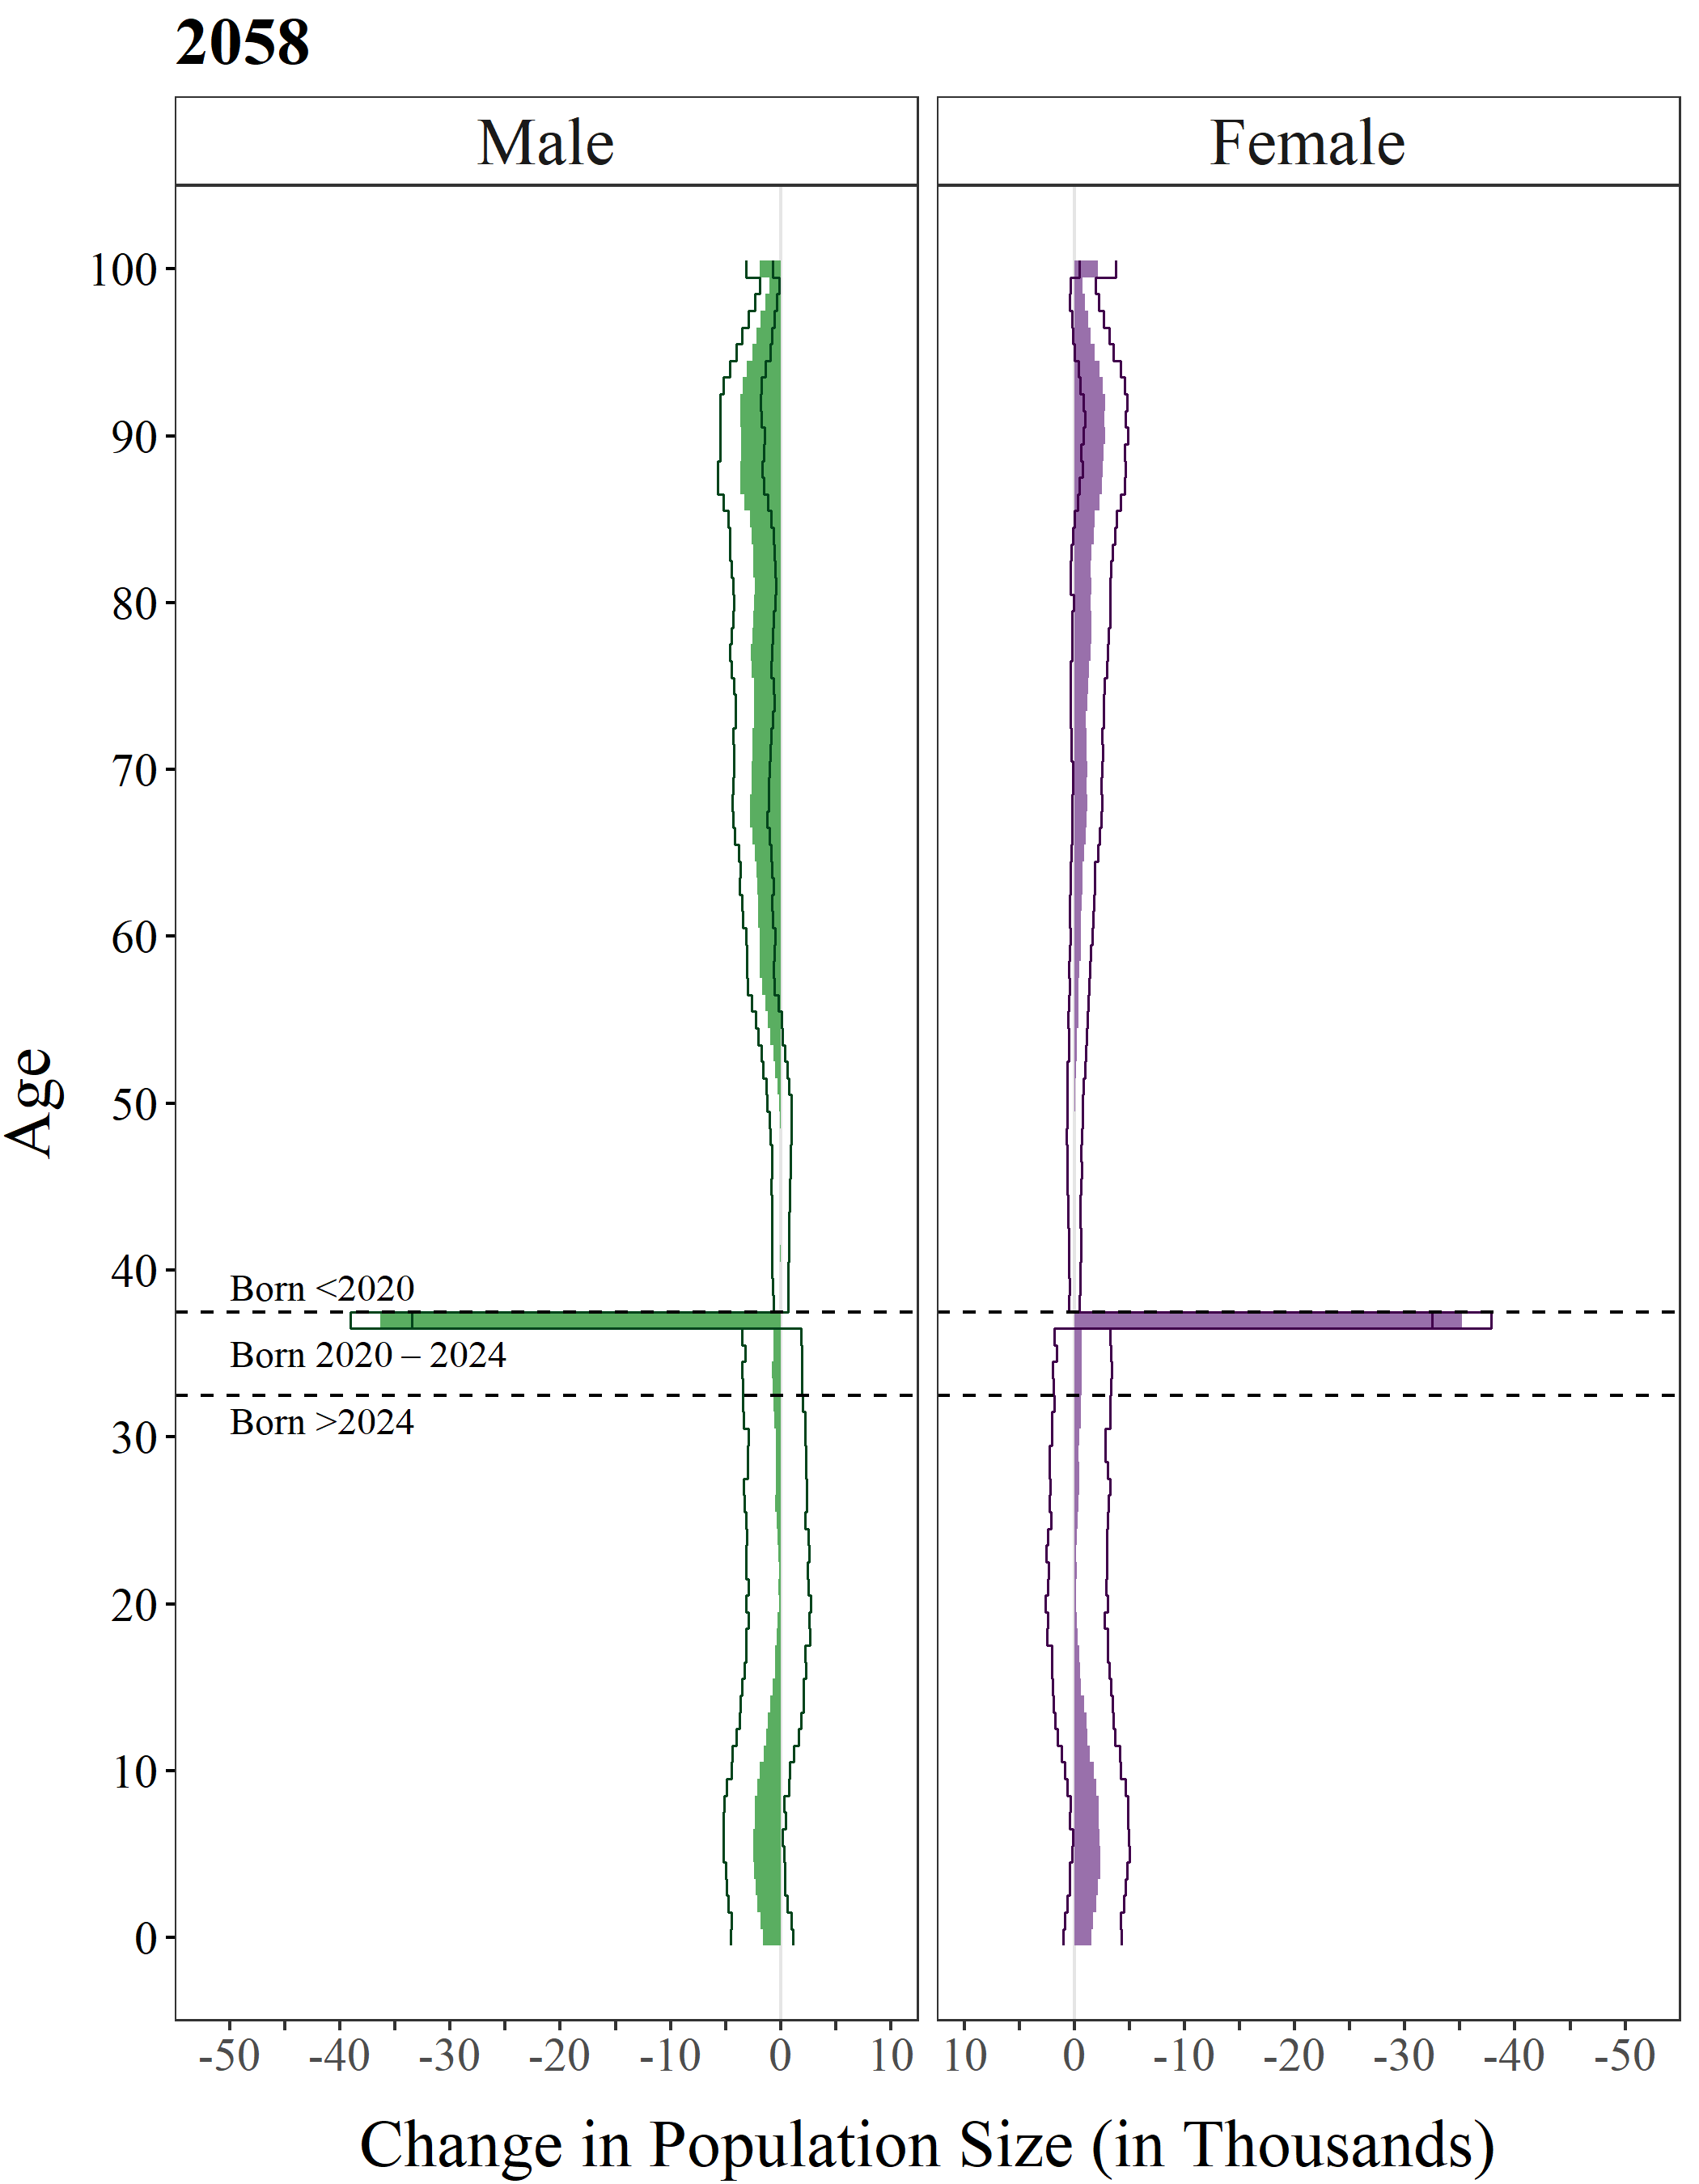 2058
Male Female
100
90
80
70
60
50
40
30
20
10
0
Age
Born <2020
Born 2020 – 2024
Born >2024
-50 -40 -30 -20 -10 0 10 10 0 -10 -20 -30 -40 -50
Change in Population Size (in Thousands)